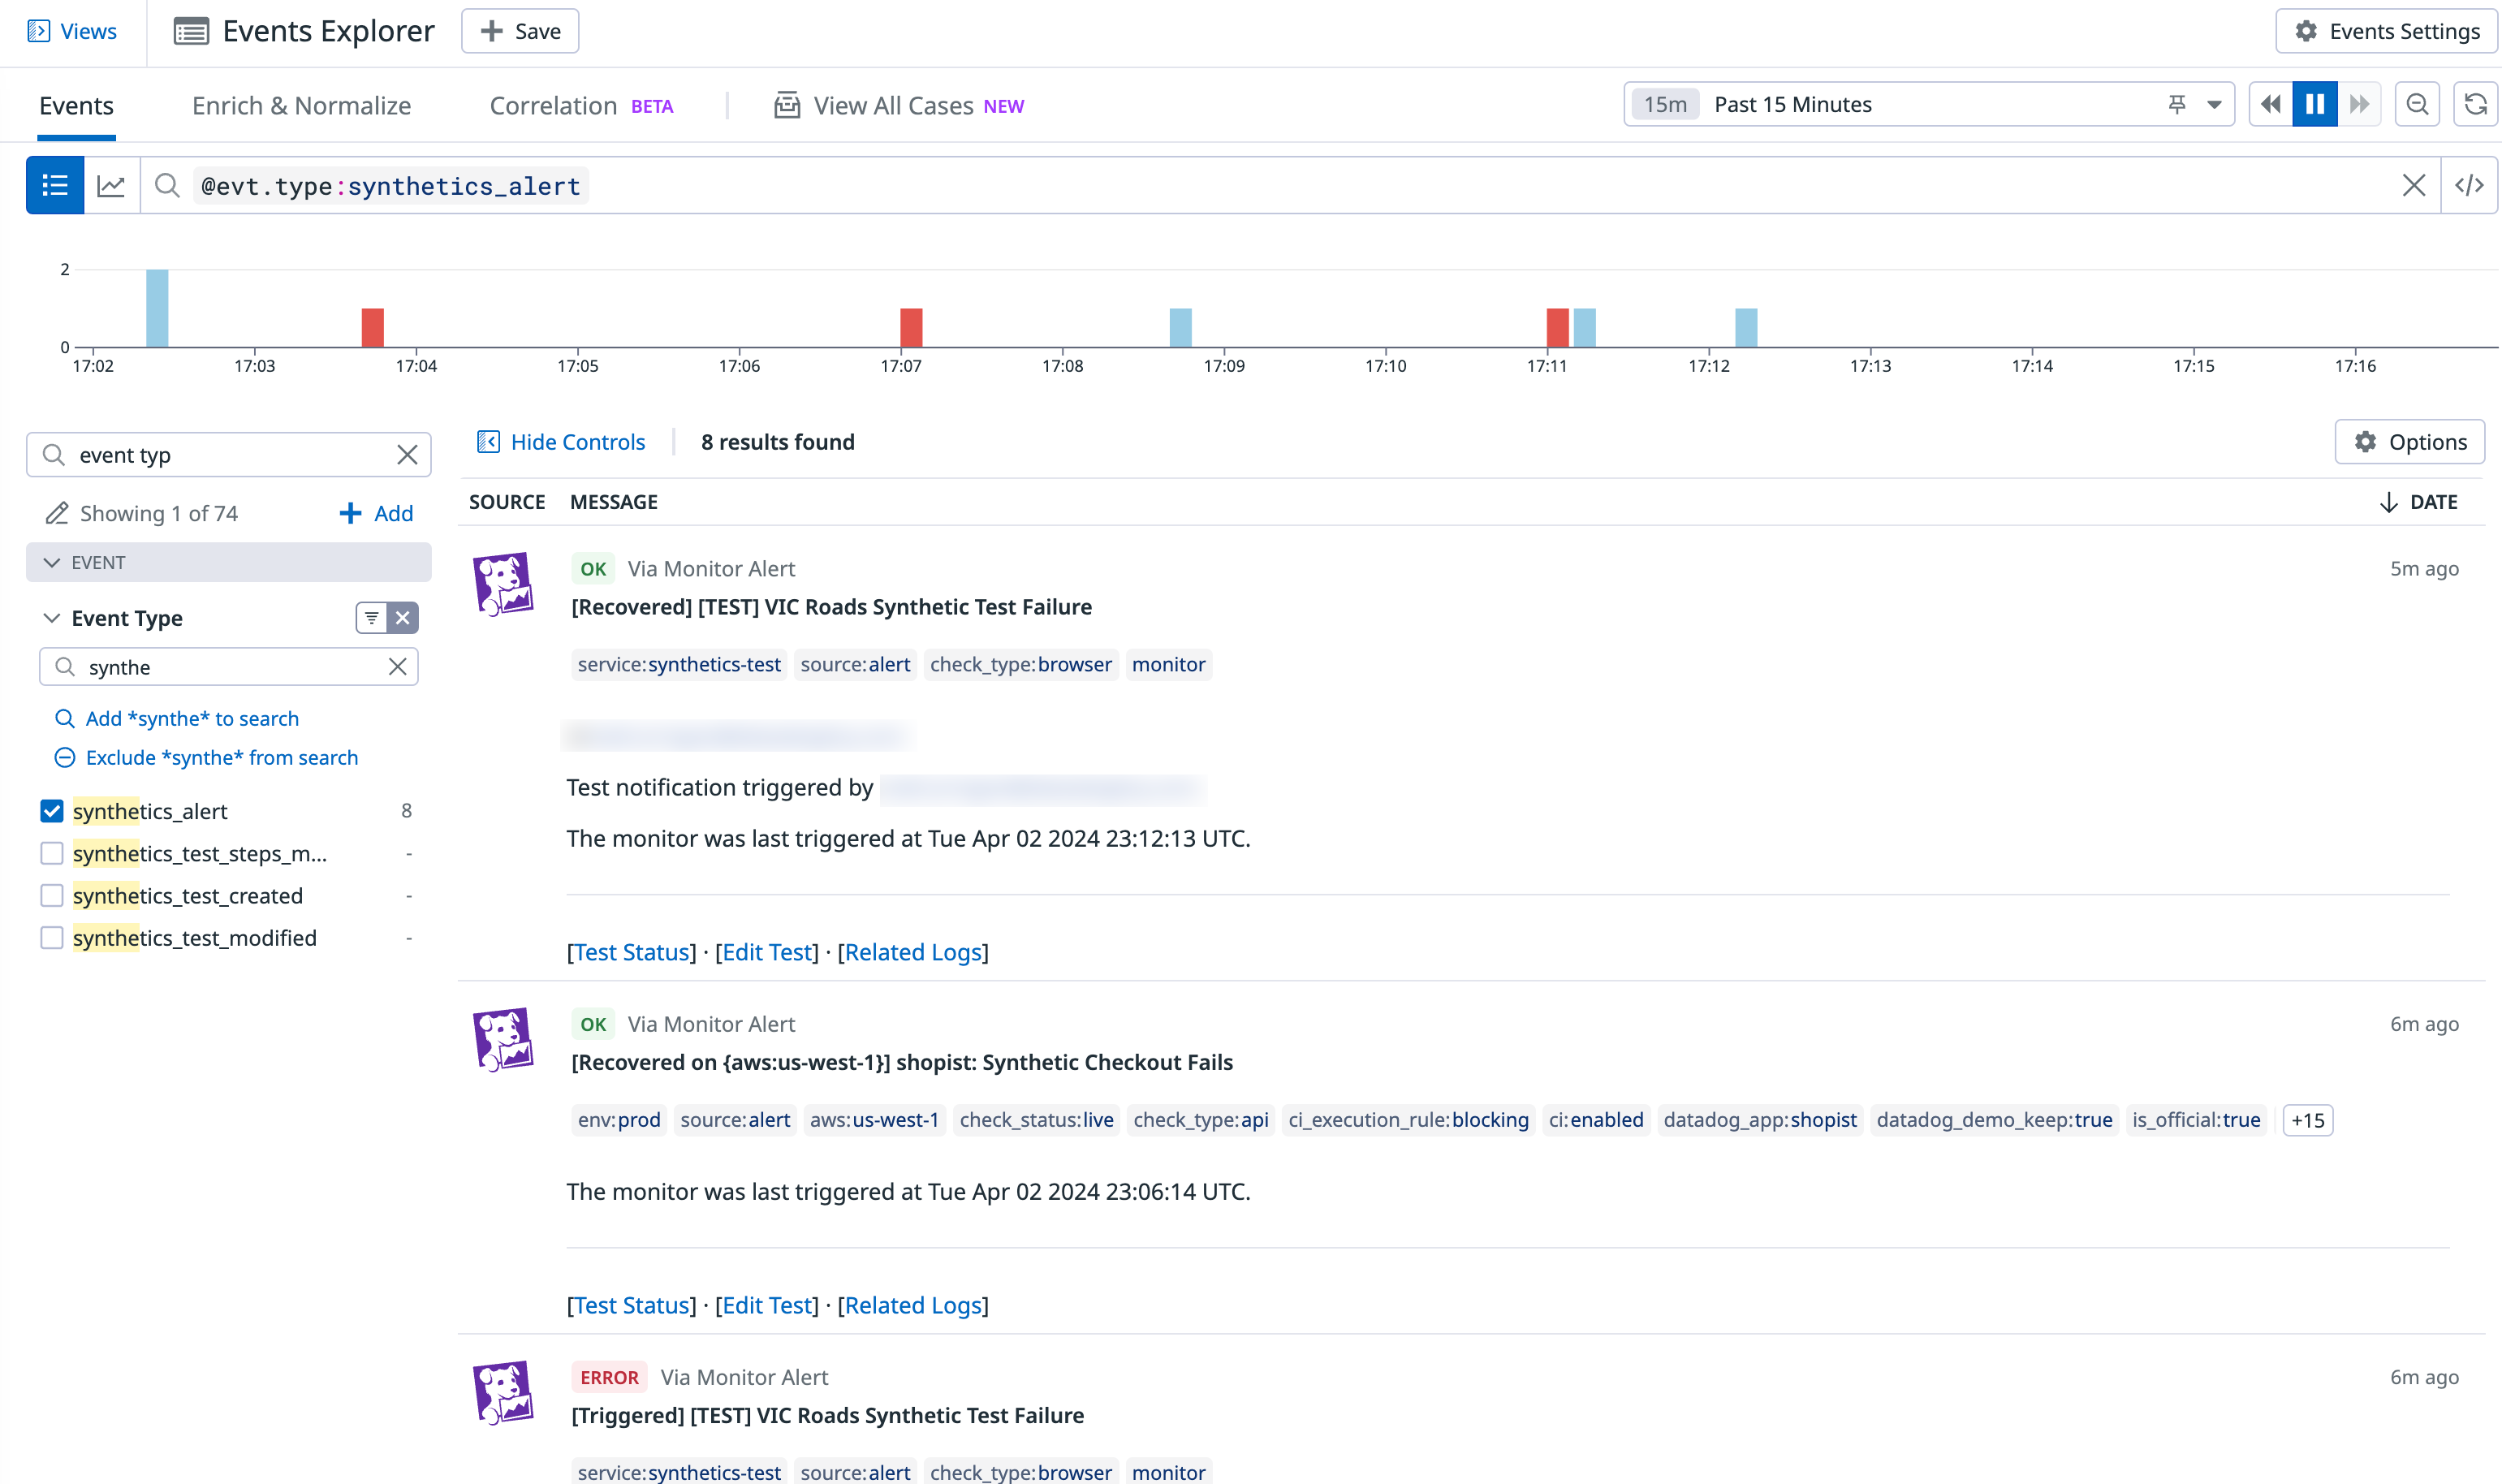 Views Events Explorer + Save Events Settings
Events Enrich & Normalize Correlation BETA View All Cases NEW 15m Past 15 Minutes
@evt.type:synthetics_alert </>
2
0
17:02 17:03 17:04 17:05 17:06 17:07 17:08 17:09 17:10 17:11 17:12 17:13 17:14 17:15 17:16
event typ
Hide Controls 8 results found Options
Showing 1 of 74 + Add
EVENT
Event Type
synthe
Add *synthe* to search
Exclude *synthe* from search
synthetics_alert 8
synthetics_test_steps_m... -
synthetics_test_created -
synthetics_test_modified -
SOURCE MESSAGE DATE
OK Via Monitor Alert 5m ago
[Recovered] [TEST] VIC Roads Synthetic Test Failure
service:synthetics-test source:alert check_type:browser monitor
Test notification triggered by
The monitor was last triggered at Tue Apr 02 2024 23:12:13 UTC.
[Test Status] · [Edit Test] · [Related Logs]
OK Via Monitor Alert 6m ago
[Recovered on {aws:us-west-1}] shopist: Synthetic Checkout Fails
env:prod source:alert aws:us-west-1 check_status:live check_type:api ci_execution_rule:blocking ci:enabled datadog_app:shopist datadog_demo_keep:true is_official:true +15
The monitor was last triggered at Tue Apr 02 2024 23:06:14 UTC.
[Test Status] · [Edit Test] · [Related Logs]
ERROR Via Monitor Alert 6m ago
[Triggered] [TEST] VIC Roads Synthetic Test Failure
service:synthetics-test source:alert check_type:browser monitor